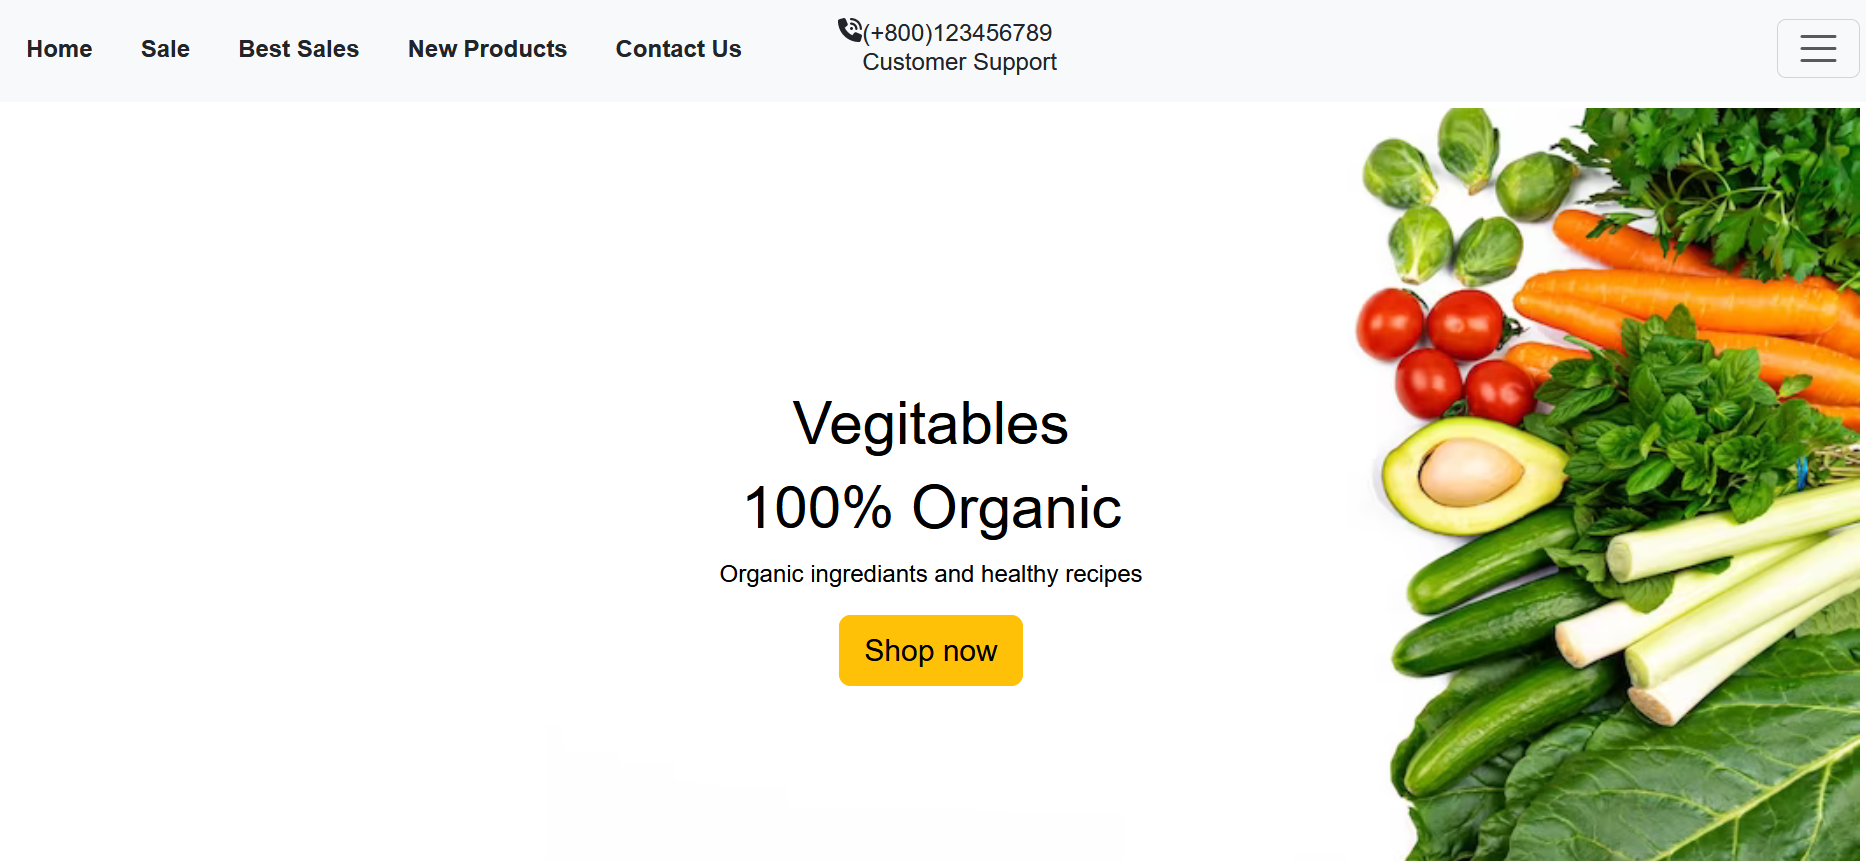 Home Sale Best Sales New Products Contact Us
(+800)123456789
Customer Support
Vegitables
100% Organic
Organic ingrediants and healthy recipes
Shop now